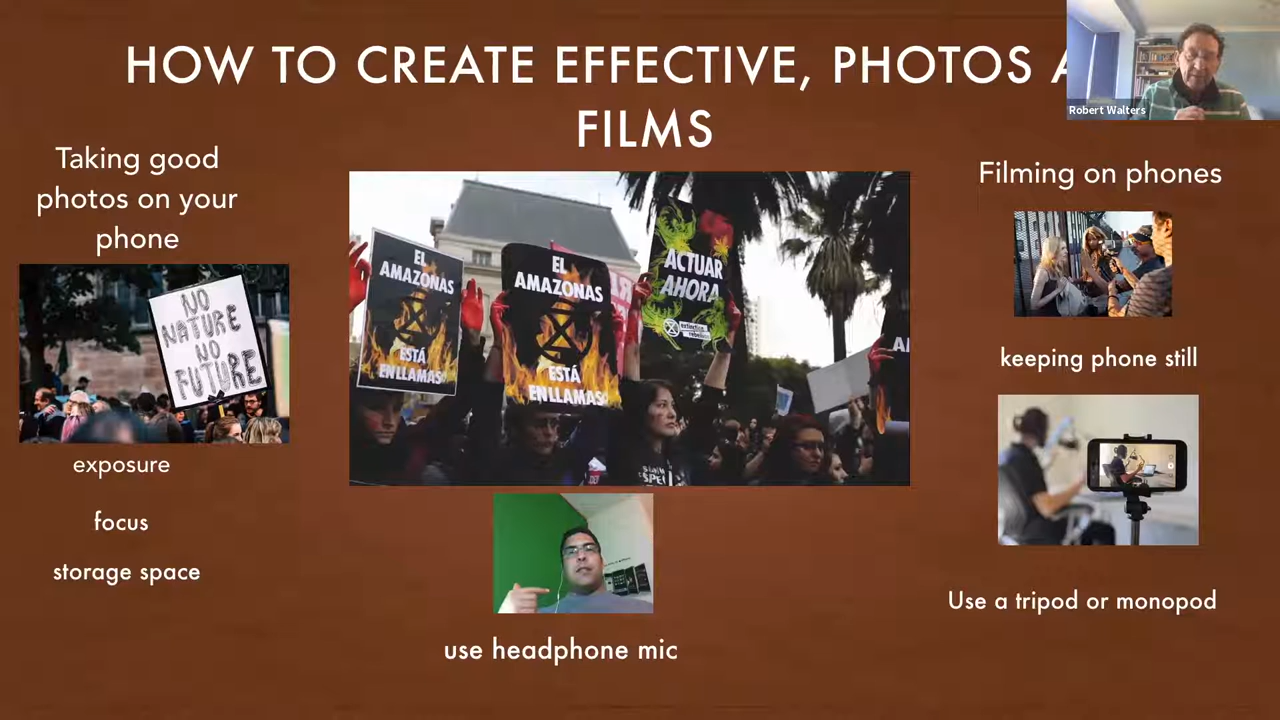 HOW TO CREATE EFFECTIVE, PHOTOS A
FILMS
Robert Walters
Taking good
photos on your
phone
NO
NATURE
NO
FUTURE
exposure
focus
storage space
EL
AMAZONAS
ESTÁ
EN LLAMAS
EL
AMAZONAS
ESTÁ
EN LLAMAS
ACTUAR
AHORA
extinction
rebellion
use headphone mic
Filming on phones
keeping phone still
Use a tripod or monopod